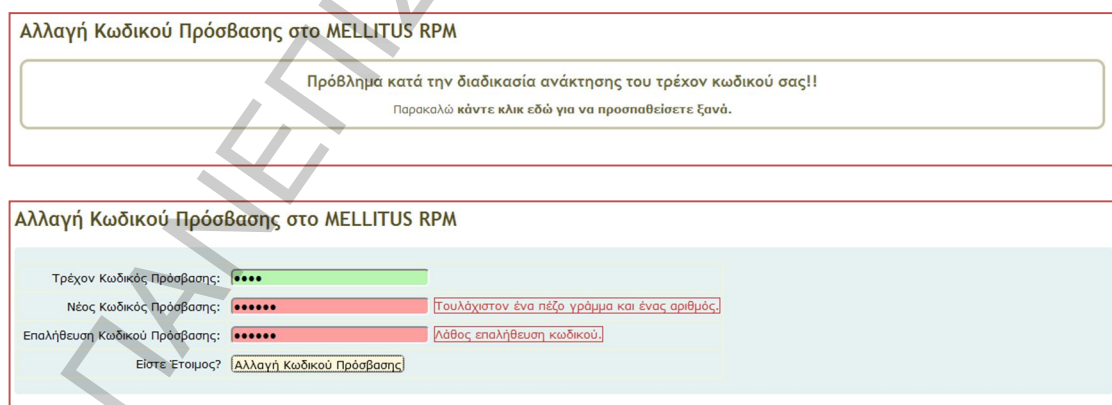 Αλλαγή Κωδικού Πρόσβασης στο MELLITUS RPM
Πρόβλημα κατά την διαδικασία ανάκτησης του τρέχον κωδικού σας!!
Παρακαλώ κάντε κλικ εδώ για να προσπαθείσετε ξανά.
Αλλαγή Κωδικού Πρόσβασης στο MELLITUS RPM
Τρέχον Κωδικός Πρόσβασης: ••••
Νέος Κωδικός Πρόσβασης: •••••• Τουλάχιστον ένα πέζο γράμμα και ένας αριθμός.
Επαλήθευση Κωδικού Πρόσβασης: •••••• Λάθος επαλήθευση κωδικού.
Είστε Έτοιμος? Αλλαγή Κωδικού Πρόσβασης